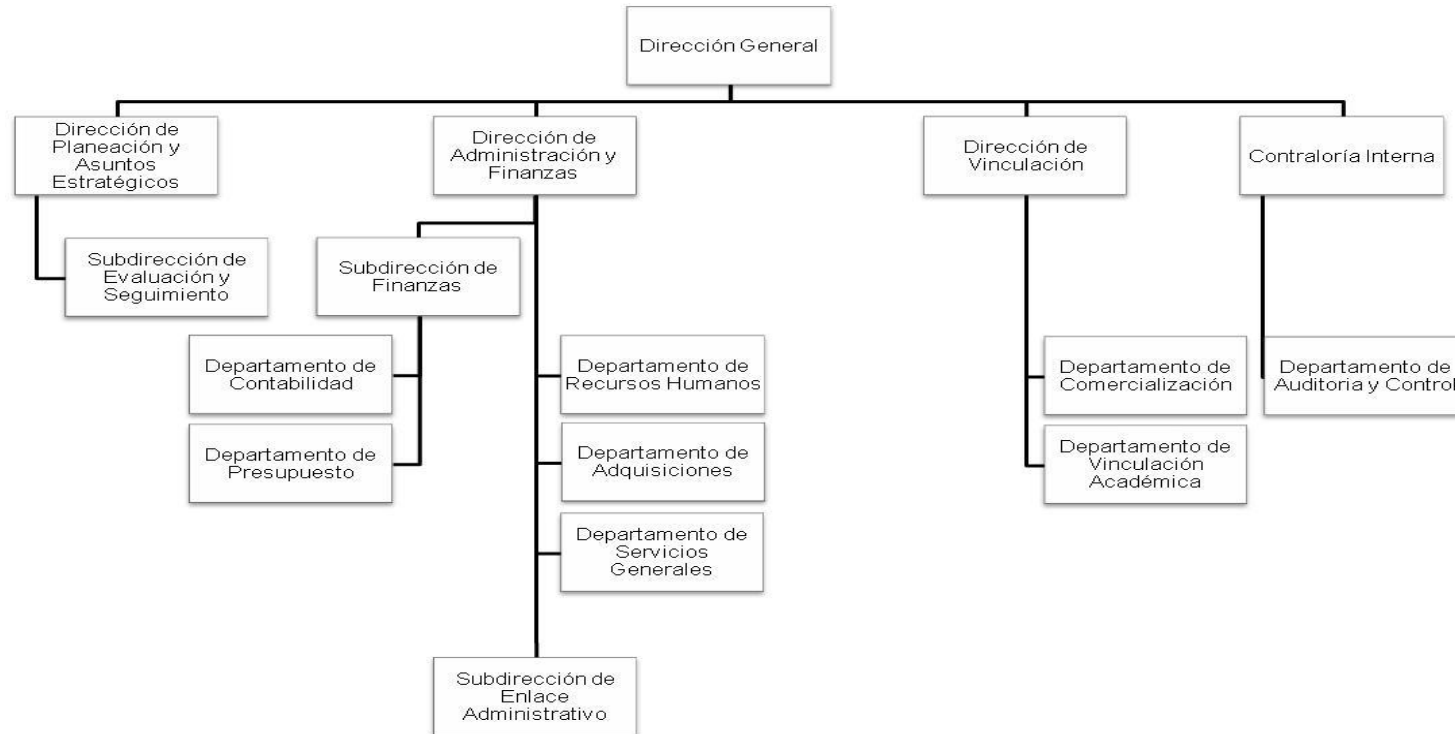 Dirección General
Dirección de
Planeación y
Asuntos
Estratégicos
Dirección de
Administración y
Finanzas
Dirección de
Vinculación
Contraloría Interna
Subdirección de
Evaluación y
Seguimiento
Subdirección de
Finanzas
Departamento de
Contabilidad
Departamento de
Presupuesto
Departamento de
Recursos Humanos
Departamento de
Adquisiciones
Departamento de
Servicios
Generales
Subdirección de
Enlace
Administrativo
Departamento de
Comercialización
Departamento de
Vinculación
Académica
Departamento de
Auditoria y Control